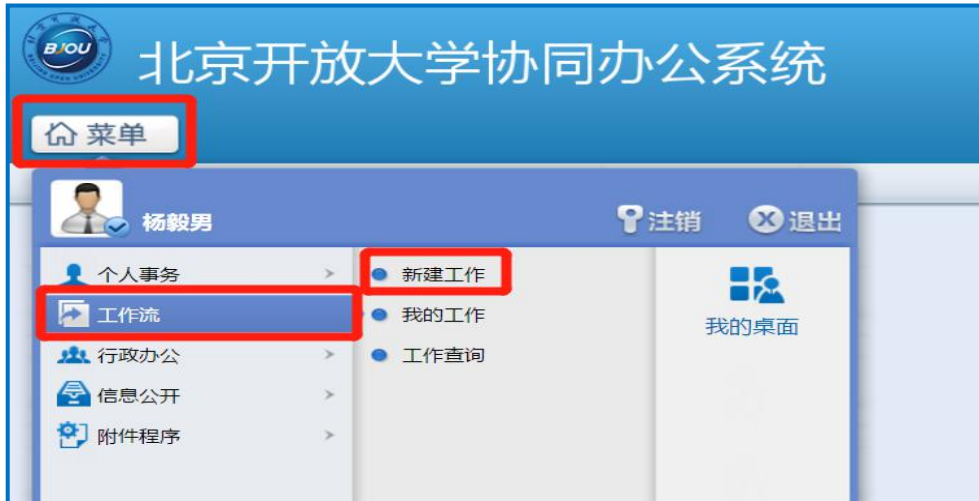 BJOU
北京开放大学协同办公系统
菜单
杨毅男
注销
退出
个人事务
新建工作
工作流
我的工作
我的桌面
行政办公
工作查询
信息公开
附件程序